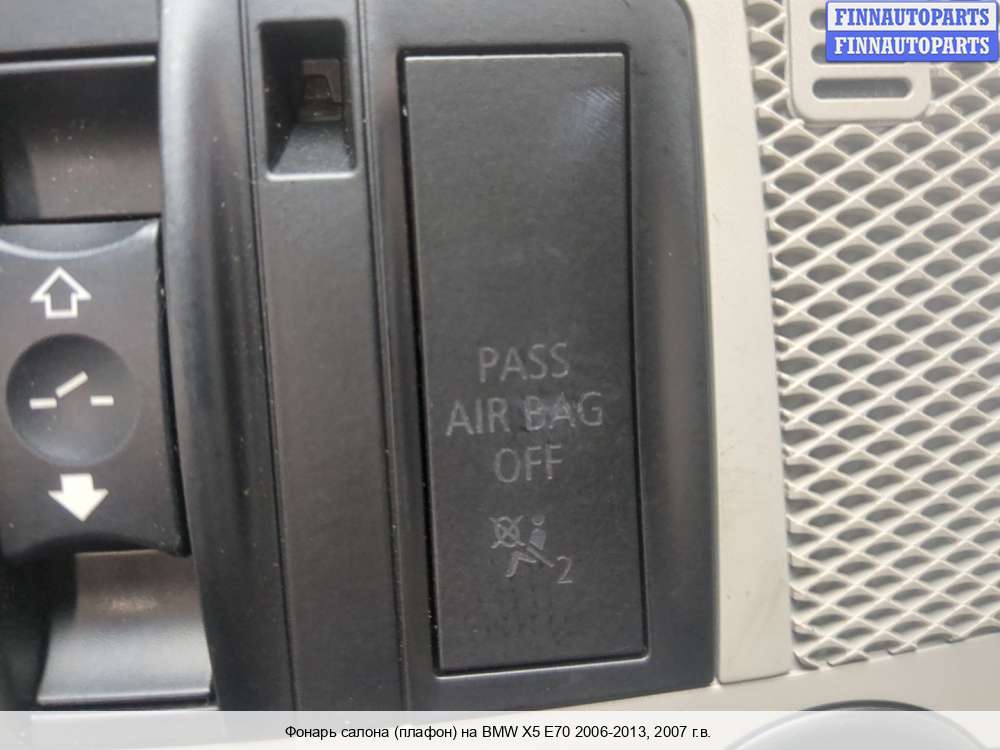 FINNAUTOPARTS
FINNAUTOPARTS
PASS
AIR BAG
OFF
2
Фонарь салона (плафон) на BMW X5 E70 2006-2013, 2007 г.в.